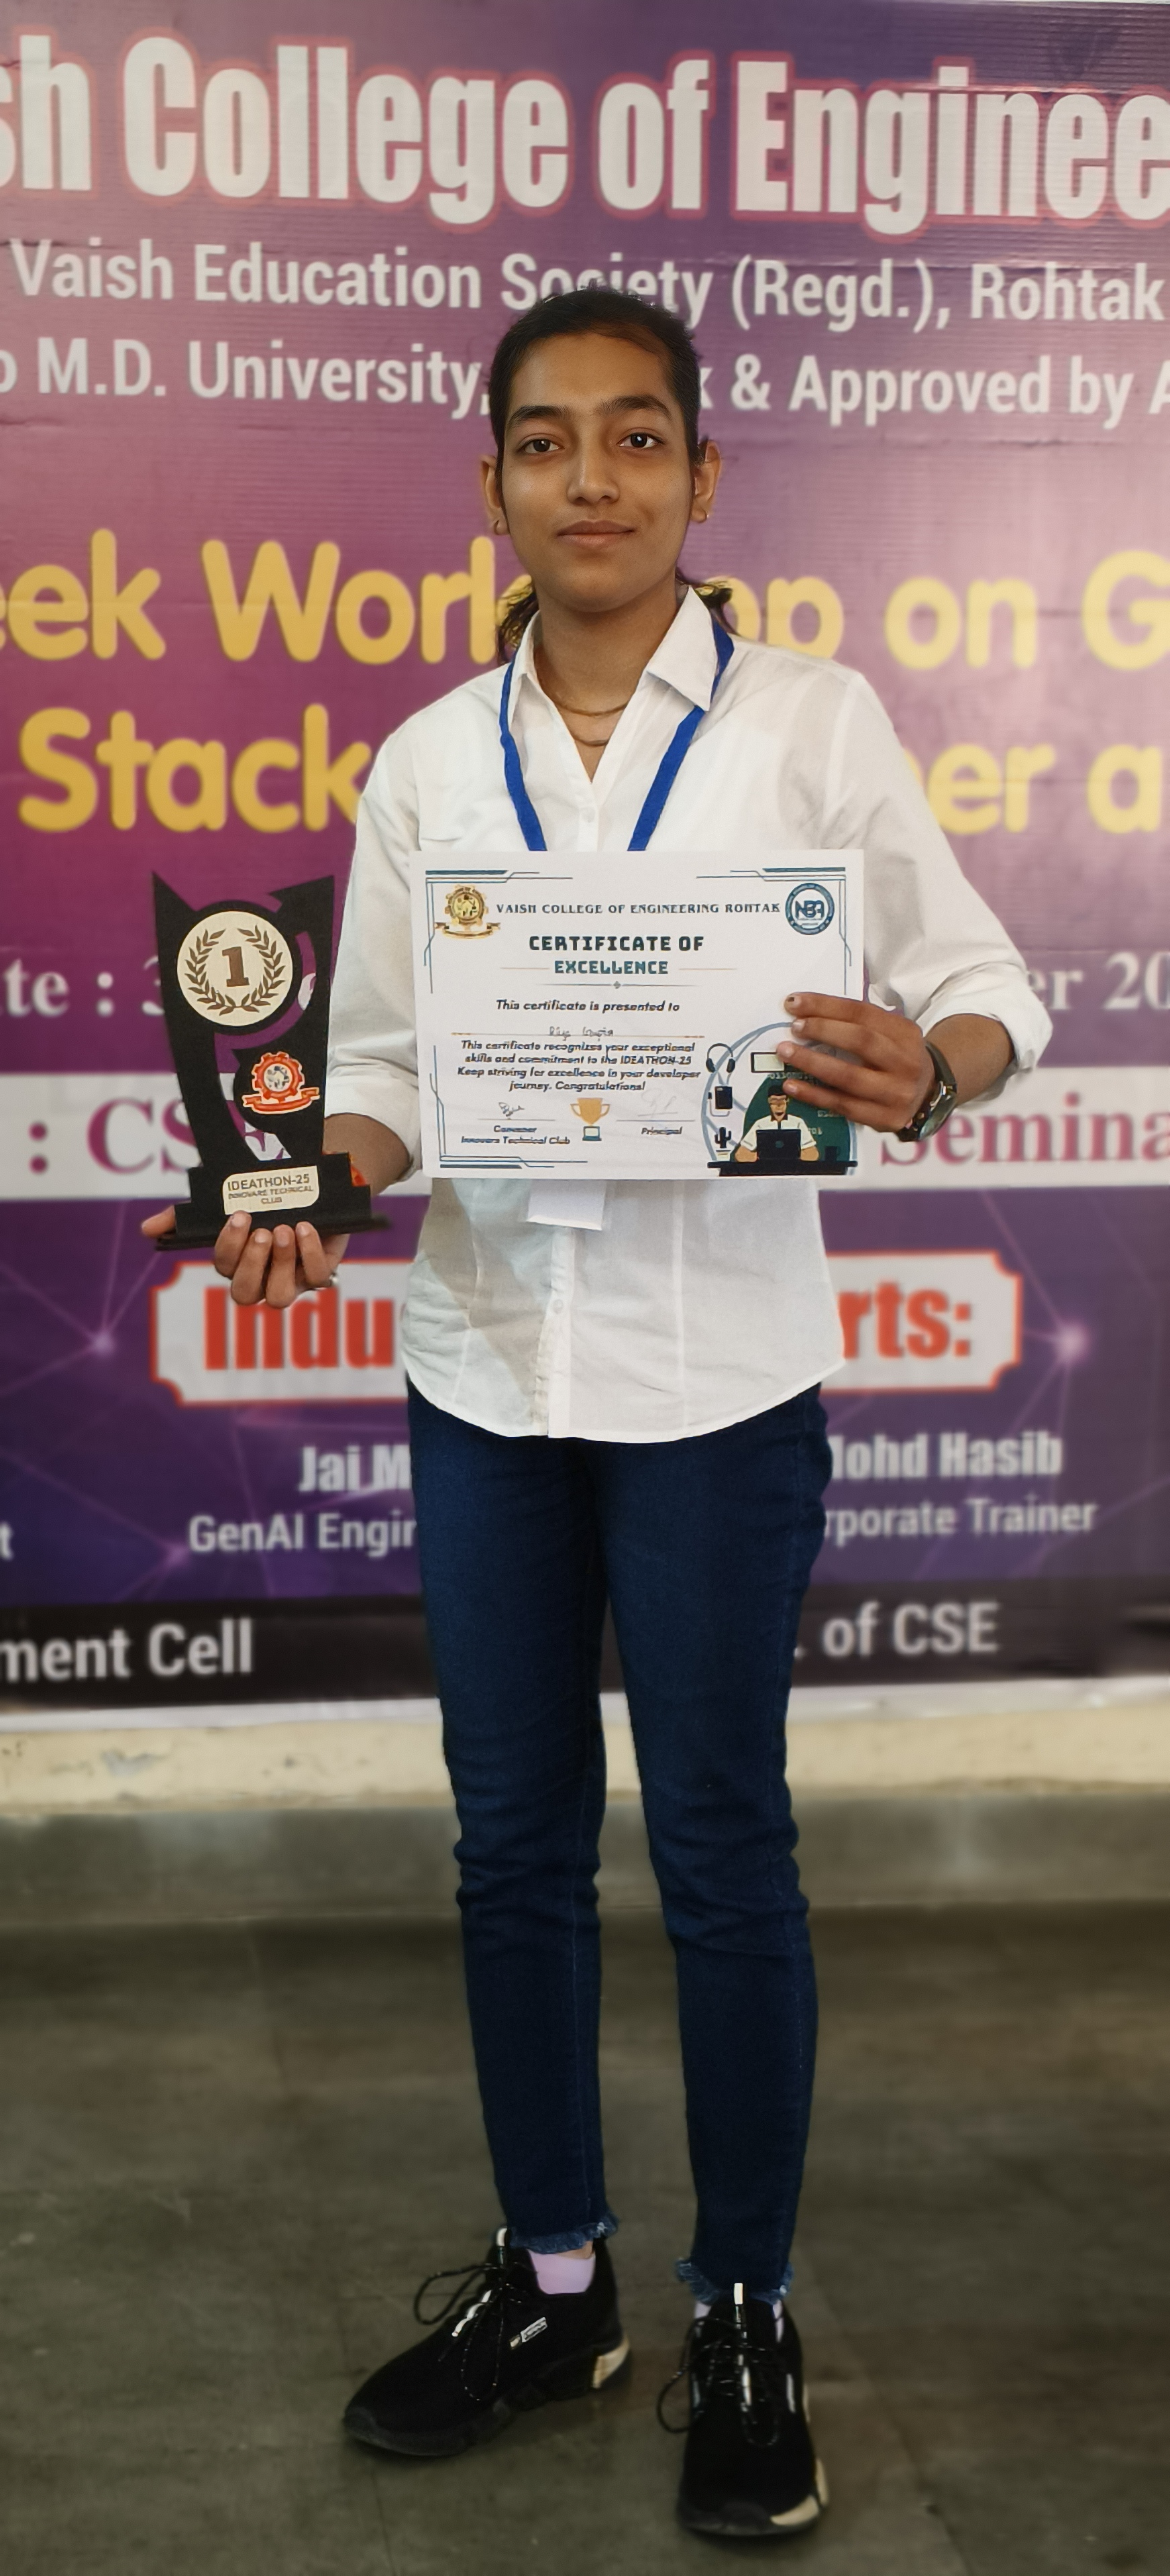 sh College of Enginee
Vaish Education Society (Regd.), Rohtak
o M.D. University, k & Approved by A
eek Work op on G
Stack er a
te : 3 er 20
: CSE Semina
Indu rts:
Jai M Mohd Hasib
GenAI Engin rporate Trainer
t
ment Cell . of CSE
1
IDEATHON-25
INNOVARE TECHNICAL
CLUB
VAISH COLLEGE OF ENGINEERING ROHTAK
NBA
CERTIFICATE OF
EXCELLENCE
This certificate is presented to
Gupta
This certificate recognizes your exceptional
skills and commitment to the IDEATHON-25
Keep striving for excellence in your developer
journey. Congratulations!
Convener
Innovare Technical Club
Principal